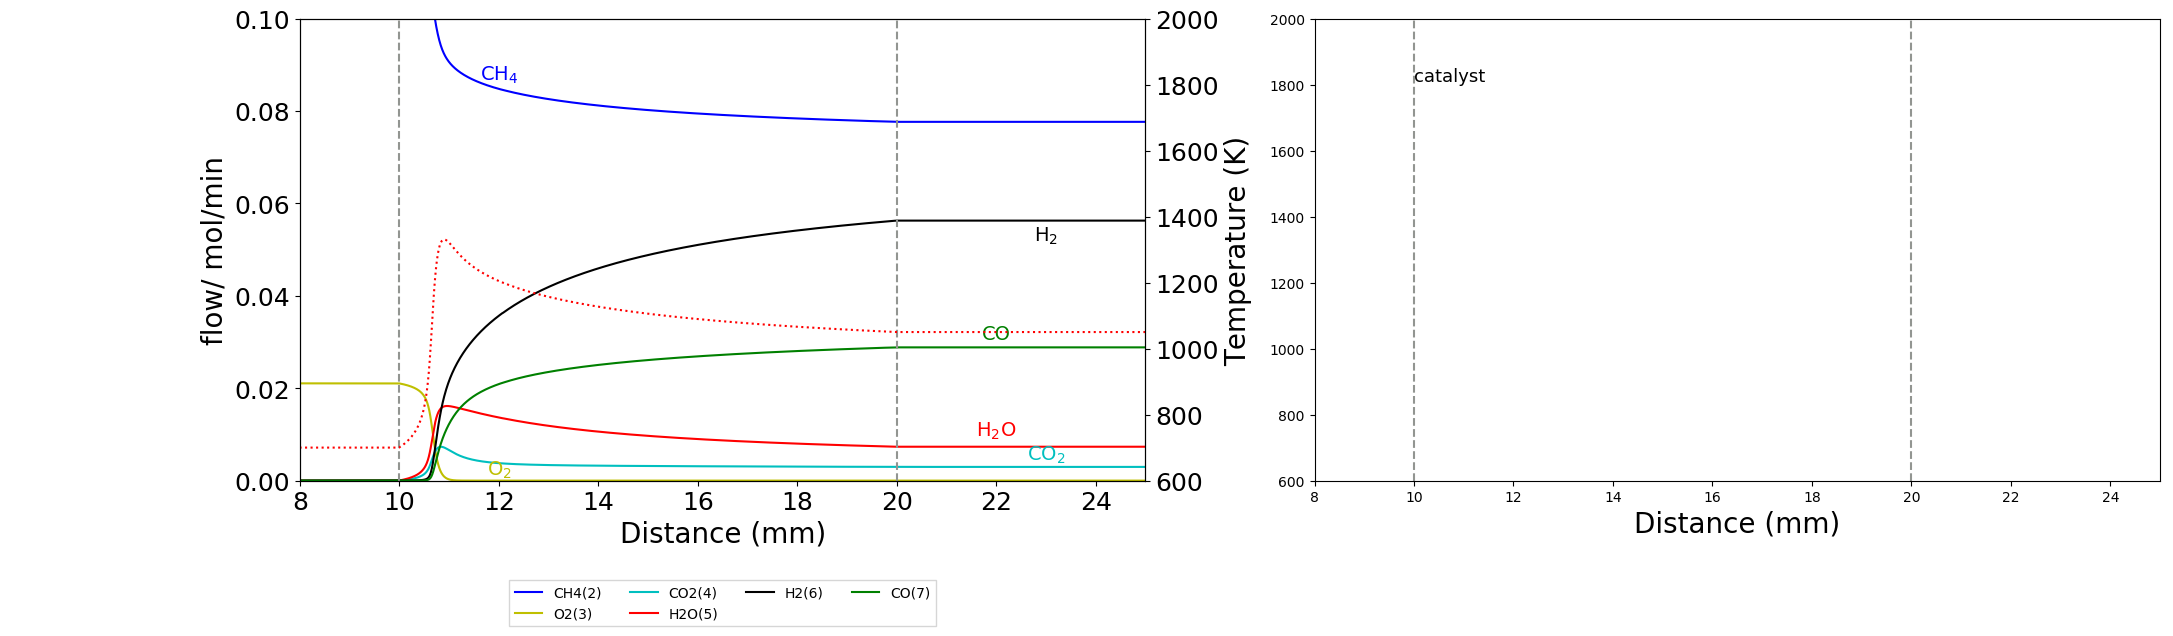 0.10
0.08
0.06
0.04
0.02
0.00
flow/ mol/min
CH4
H2
CO
H2O
CO2
O2
8 10 12 14 16 18 20 22 24
Distance (mm)
2000
1800
1600
1400
1200
1000
800
600
Temperature (K)
CH4(2) CO2(4) H2(6) CO(7)
O2(3) H2O(5)
2000
1800
1600
1400
1200
1000
800
600
catalyst
8 10 12 14 16 18 20 22 24
Distance (mm)